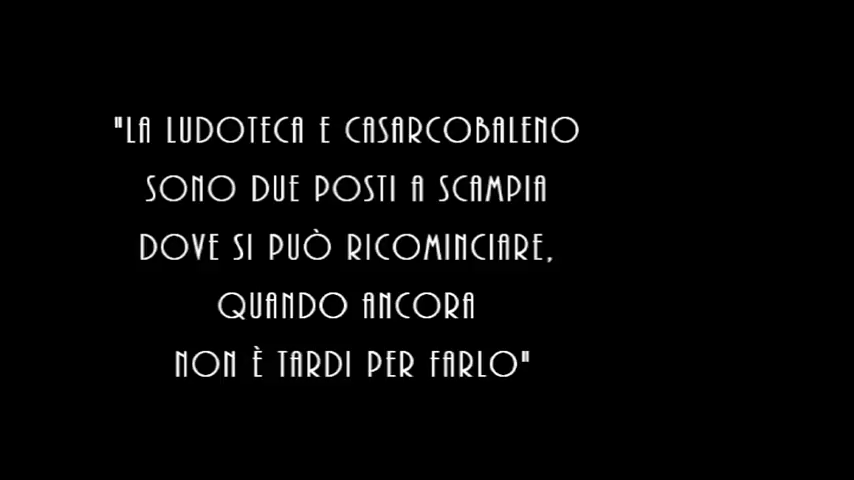 "LA LUDOTECA E CASARCOBALENO
SONO DUE POSTI A SCAMPIA
DOVE SI PUÒ RICOMINCIARE,
QUANDO ANCORA
NON È TARDI PER FARLO"